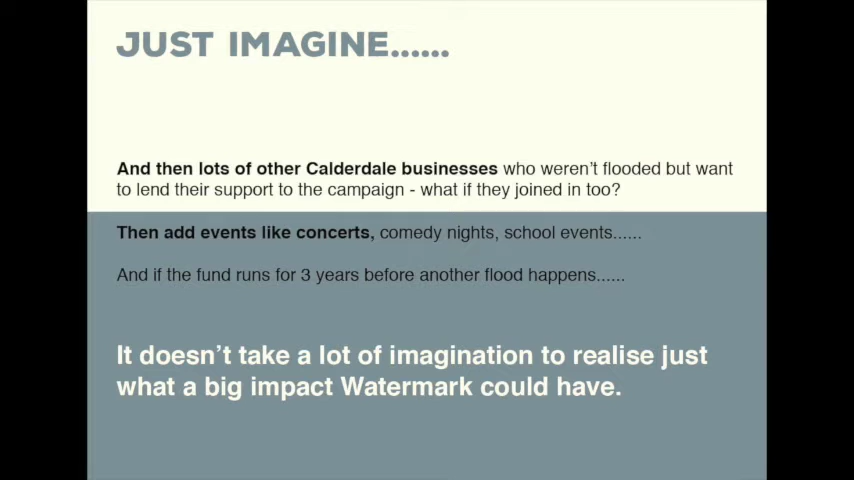 JUST IMAGINE......
And then lots of other Calderdale businesses who weren't flooded but want
to lend their support to the campaign - what if they joined in too?
Then add events like concerts, comedy nights, school events......
And if the fund runs for 3 years before another flood happens......
It doesn't take a lot of imagination to realise just
what a big impact Watermark could have.